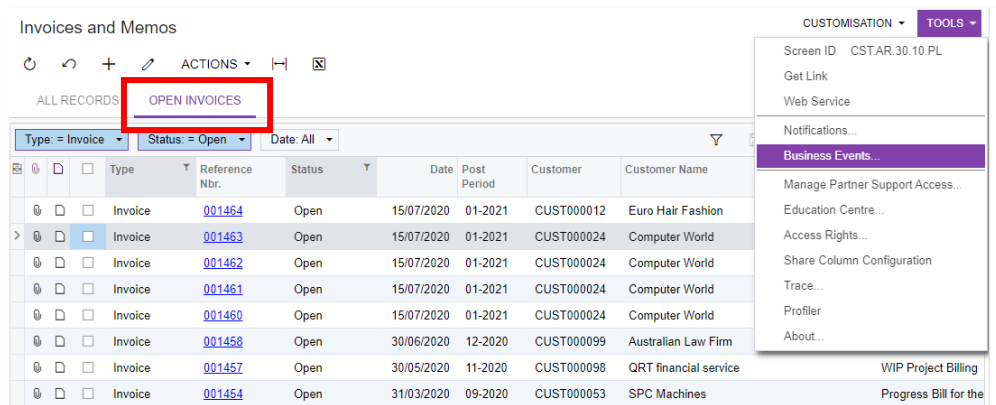 Invoices and Memos
CUSTOMISATION
TOOLS
ACTIONS
ALL RECORDS
OPEN INVOICES
Type: = Invoice
Status: = Open
Date: All
Type Reference Nbr. Status Date Post Period Customer Customer Name
Invoice 001464 Open 15/07/2020 01-2021 CUST000012 Euro Hair Fashion
Invoice 001463 Open 15/07/2020 01-2021 CUST000024 Computer World
Invoice 001462 Open 15/07/2020 01-2021 CUST000024 Computer World
Invoice 001461 Open 15/07/2020 01-2021 CUST000024 Computer World
Invoice 001460 Open 15/07/2020 01-2021 CUST000024 Computer World
Invoice 001458 Open 30/06/2020 12-2020 CUST000099 Australian Law Firm
Invoice 001457 Open 30/05/2020 11-2020 CUST000098 QRT financial service WIP Project Billing
Invoice 001454 Open 31/03/2020 09-2020 CUST000053 SPC Machines Progress Bill for the
Screen ID CST.AR.30.10.PL
Get Link
Web Service
Notifications...
Business Events...
Manage Partner Support Access...
Education Centre...
Access Rights...
Share Column Configuration
Trace...
Profiler
About...